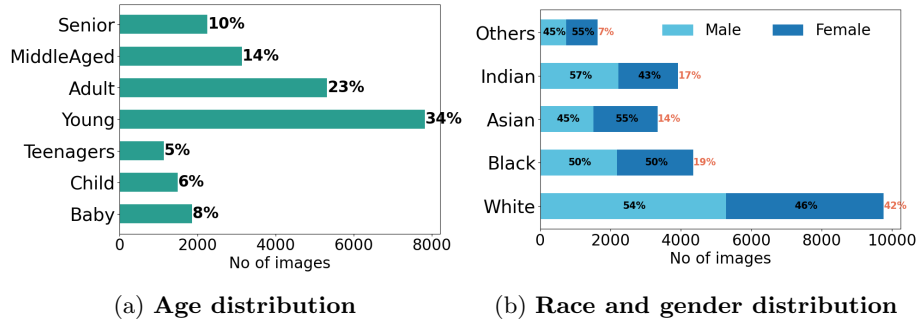 Senior 10%
MiddleAged 14%
Adult 23%
Young 34%
Teenagers 5%
Child 6%
Baby 8%
0 2000 4000 6000 8000
No of images
(a) Age distribution
Male Female
Others 45% 55% 7%
Indian 57% 43% 17%
Asian 45% 55% 14%
Black 50% 50% 19%
White 54% 46% 42%
0 2000 4000 6000 8000 10000
No of images
(b) Race and gender distribution